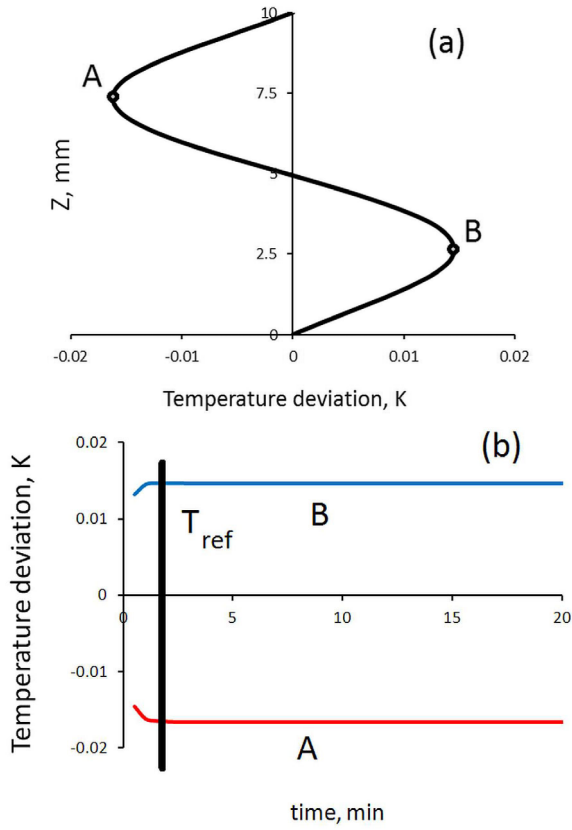 10
(a)
A
7.5
Z, mm
5
B
2.5
0
-0.02 -0.01 0 0.01 0.02
Temperature deviation, K
0.02
(b)
0.01
B
T_ref
Temperature deviation, K
0
0 5 10 15 20
-0.01
A
-0.02
time, min